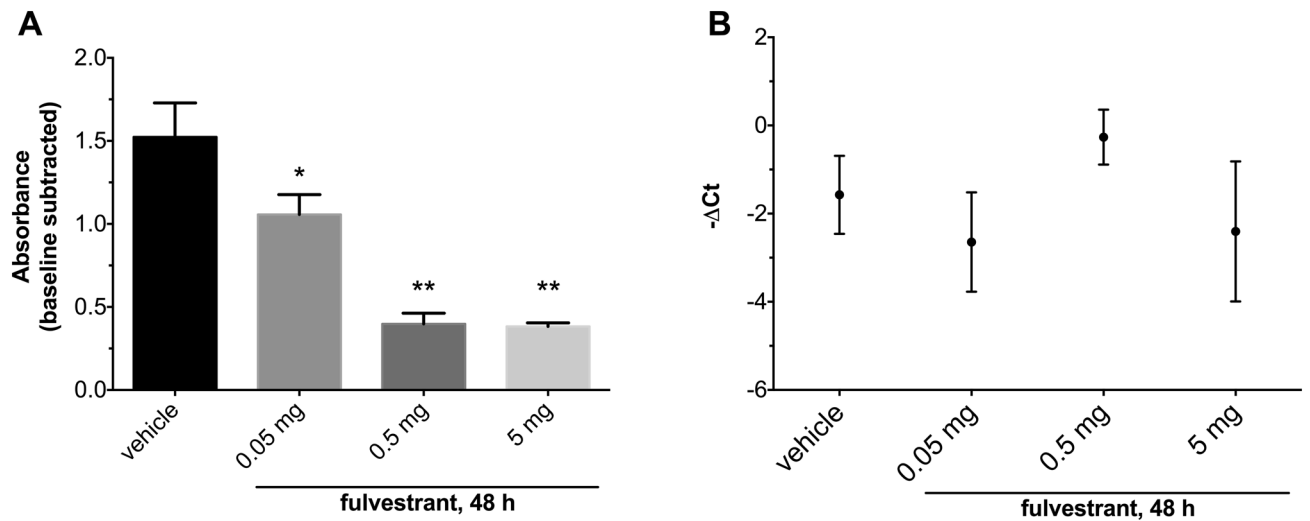 A
Absorbance
(baseline subtracted)
2.0
1.5
1.0
0.5
0.0
*
**
**
vehicle
0.05 mg
0.5 mg
5 mg
fulvestrant, 48 h
B
-ΔCt
2
0
-2
-4
-6
vehicle
0.05 mg
0.5 mg
5 mg
fulvestrant, 48 h